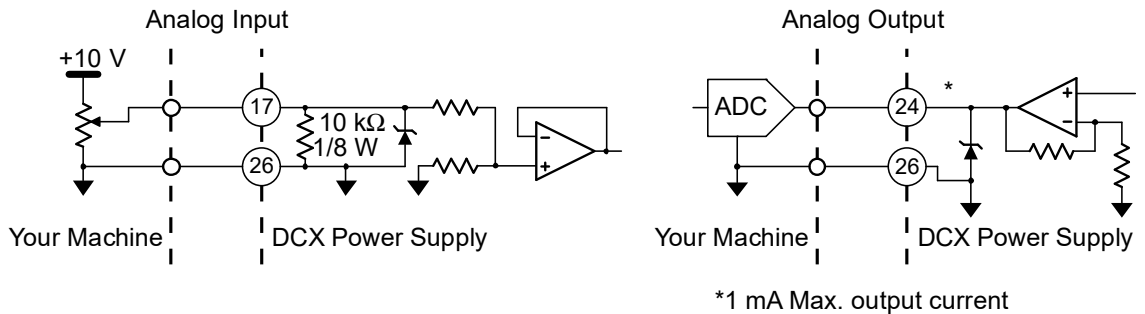 Analog Input
+10 V
17
10 kΩ
1/8 W
−
+
26
Your Machine
DCX Power Supply
Analog Output
ADC
24
*
+
−
26
Your Machine
DCX Power Supply
*1 mA Max. output current